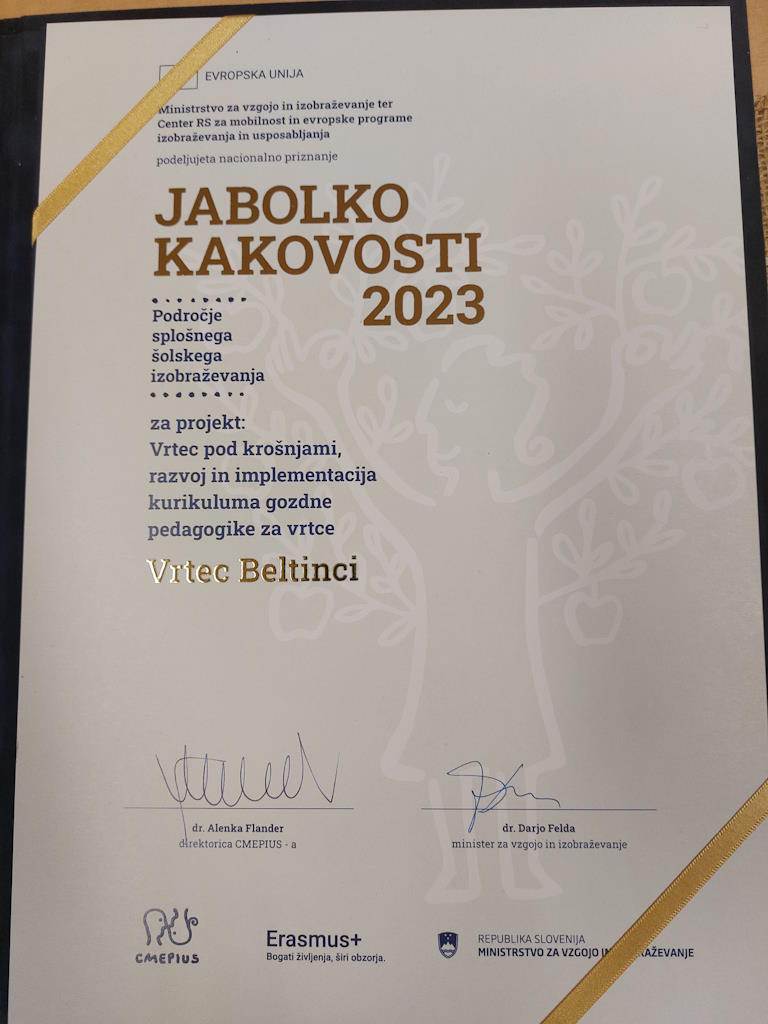 EVROPSKA UNIJA
Ministrstvo za vzgojo in izobraževanje ter
Center RS za mobilnost in evropske programe
izobraževanja in usposabljanja
podeljujeta nacionalno priznanje
JABOLKO
KAKOVOSTI
2023
Področje
splošnega
šolskega
izobraževanja
za projekt:
Vrtec pod krošnjami,
razvoj in implementacija
kurikuluma gozdne
pedagogike za vrtce
Vrtec Beltinci
dr. Alenka Flander
direktorica CMEPIUS - a
dr. Darjo Felda
minister za vzgojo in izobraževanje
CMEPIUS
Erasmus+
Bogati življenja, širi obzorja.
REPUBLIKA SLOVENIJA
MINISTRSTVO ZA VZGOJO